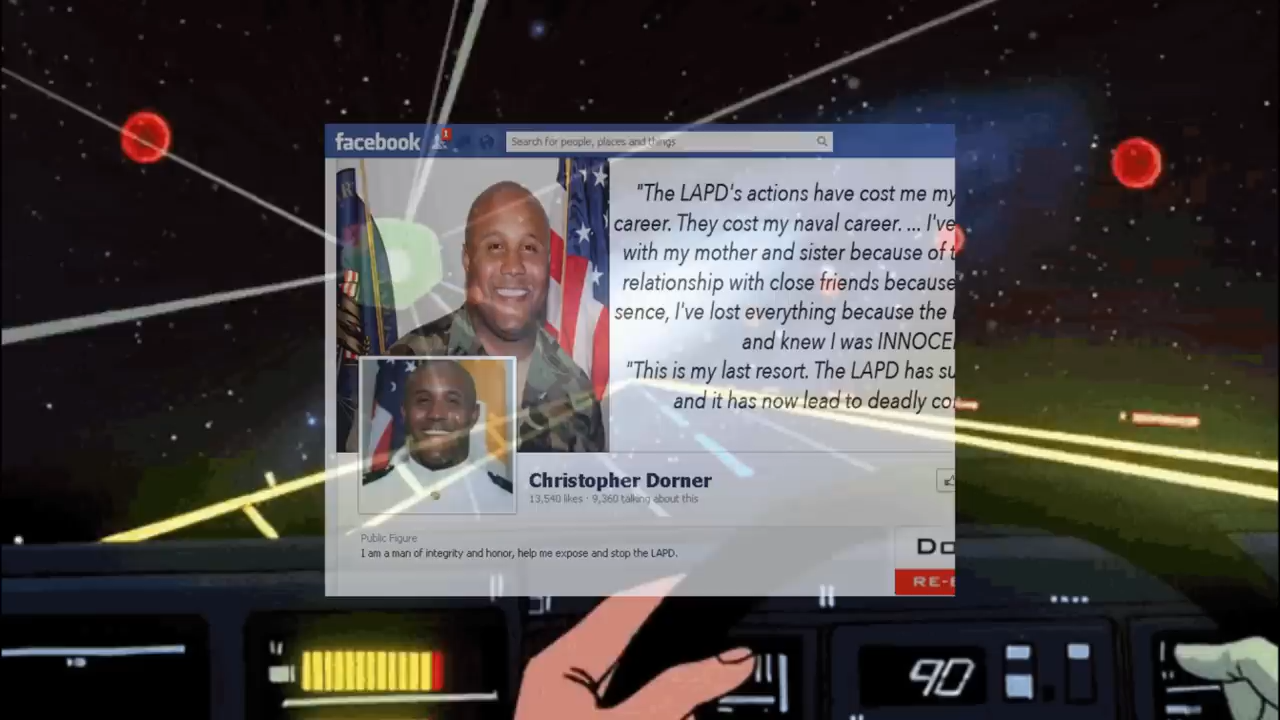 facebook
1
Search for people, places and things
"The LAPD's actions have cost me my
career. They cost my naval career. ... I've
with my mother and sister because of t
relationship with close friends because
sence, I've lost everything because the
and knew I was INNOCE
"This is my last resort. The LAPD has su
and it has now lead to deadly co
Christopher Dorner
13,540 likes · 9,360 talking about this
Public Figure
I am a man of integrity and honor, help me expose and stop the LAPD.
Do
RE-E
90